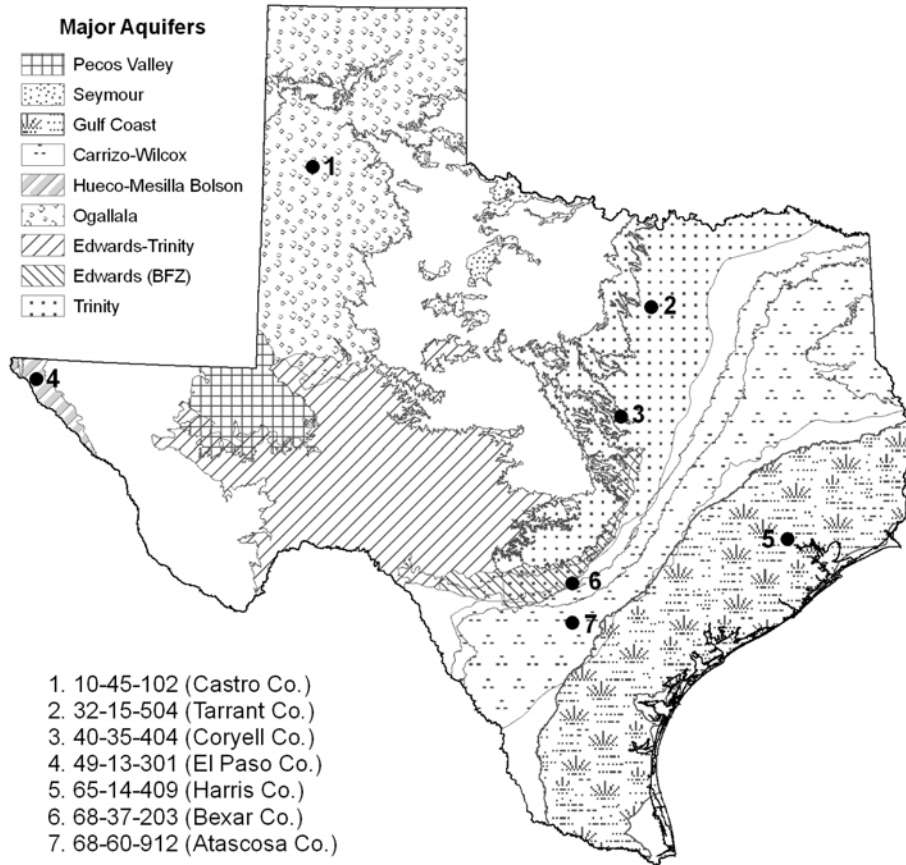 Major Aquifers
Pecos Valley
Seymour
Gulf Coast
Carrizo-Wilcox
Hueco-Mesilla Bolson
Ogallala
Edwards-Trinity
Edwards (BFZ)
Trinity
1
2
3
4
5
6
7
1. 10-45-102 (Castro Co.)
2. 32-15-504 (Tarrant Co.)
3. 40-35-404 (Coryell Co.)
4. 49-13-301 (El Paso Co.)
5. 65-14-409 (Harris Co.)
6. 68-37-203 (Bexar Co.)
7. 68-60-912 (Atascosa Co.)